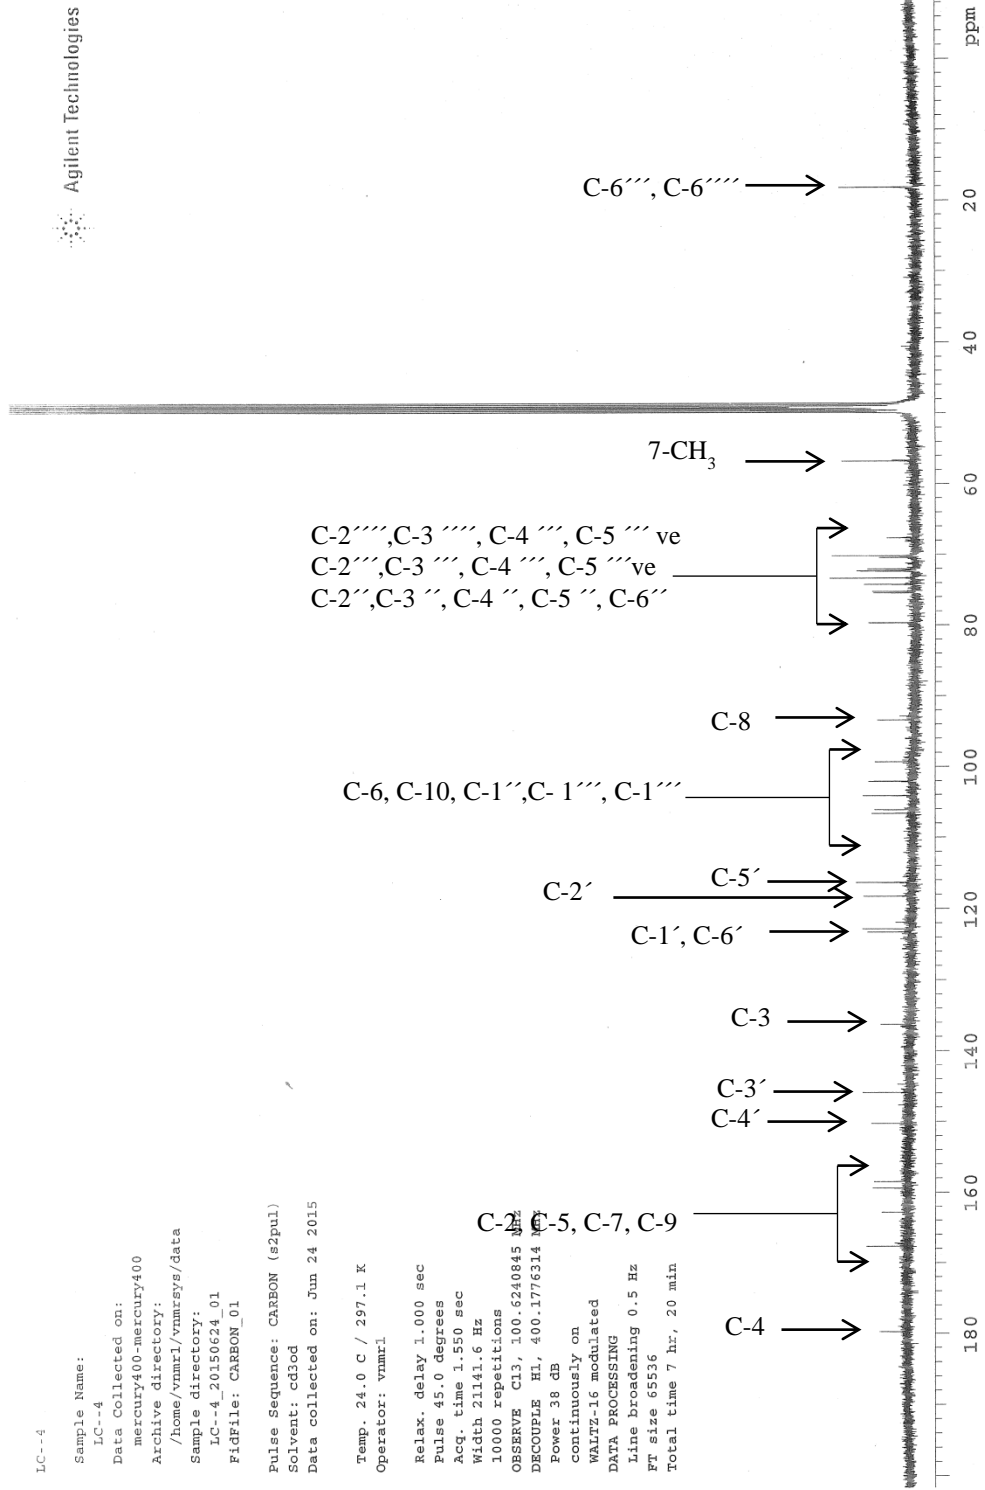 Agilent Technologies
LC--4
Sample Name:
LC--4
Data Collected on:
mercury400-mercury400
Archive directory:
/home/vnmr1/vnmrsys/data
Sample directory:
LC--4_20150624_01
FidFile: CARBON_01
Pulse Sequence: CARBON (s2pul)
Solvent: cd3od
Data collected on: Jun 24 2015
Temp. 24.0 C / 297.1 K
Operator: vnmr1
Relax. delay 1.000 sec
Pulse 45.0 degrees
Acq. time 1.550 sec
Width 21141.6 Hz
10000 repetitions
OBSERVE C13, 100.6240845 MHz
DECOUPLE H1, 400.1776314 MHz
Power 38 dB
continuously on
WALTZ-16 modulated
DATA PROCESSING
Line broadening 0.5 Hz
FT size 65536
Total time 7 hr, 20 min
C-6´´´, C-6´´´´
7-CH₃
C-2´´´´,C-3 ´´´´, C-4 ´´´, C-5 ´´´ ve
C-2´´´,C-3 ´´´, C-4 ´´´, C-5 ´´´ve
C-2´´,C-3 ´´, C-4 ´´, C-5 ´´, C-6´´
C-8
C-6, C-10, C-1´´,C- 1´´´, C-1´´´
C-5´
C-2´
C-1´, C-6´
C-3
C-3´
C-4´
C-2, C-5, C-7, C-9
C-4
180
160
140
120
100
80
60
40
20
ppm